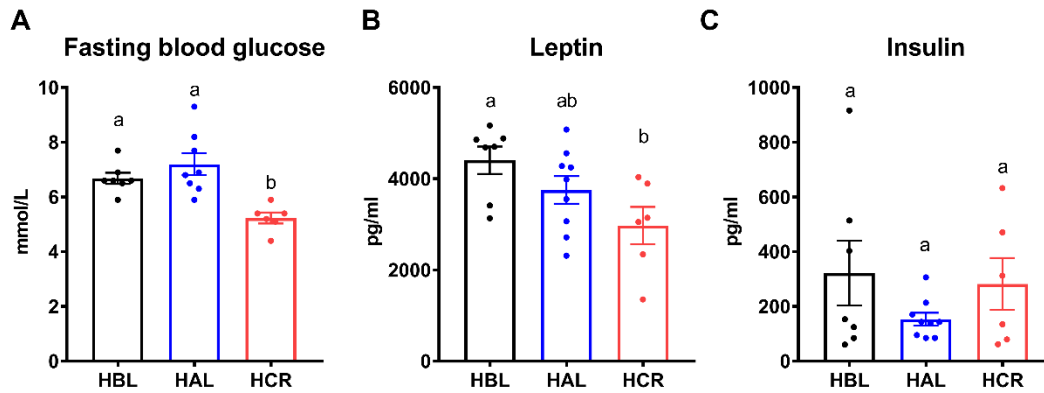 A
Fasting blood glucose
mmol/L
10
8
6
4
2
0
a
a
b
HBL
HAL
HCR
B
Leptin
pg/ml
6000
4000
2000
0
a
ab
b
HBL
HAL
HCR
C
Insulin
pg/ml
1000
800
600
400
200
0
a
a
a
HBL
HAL
HCR